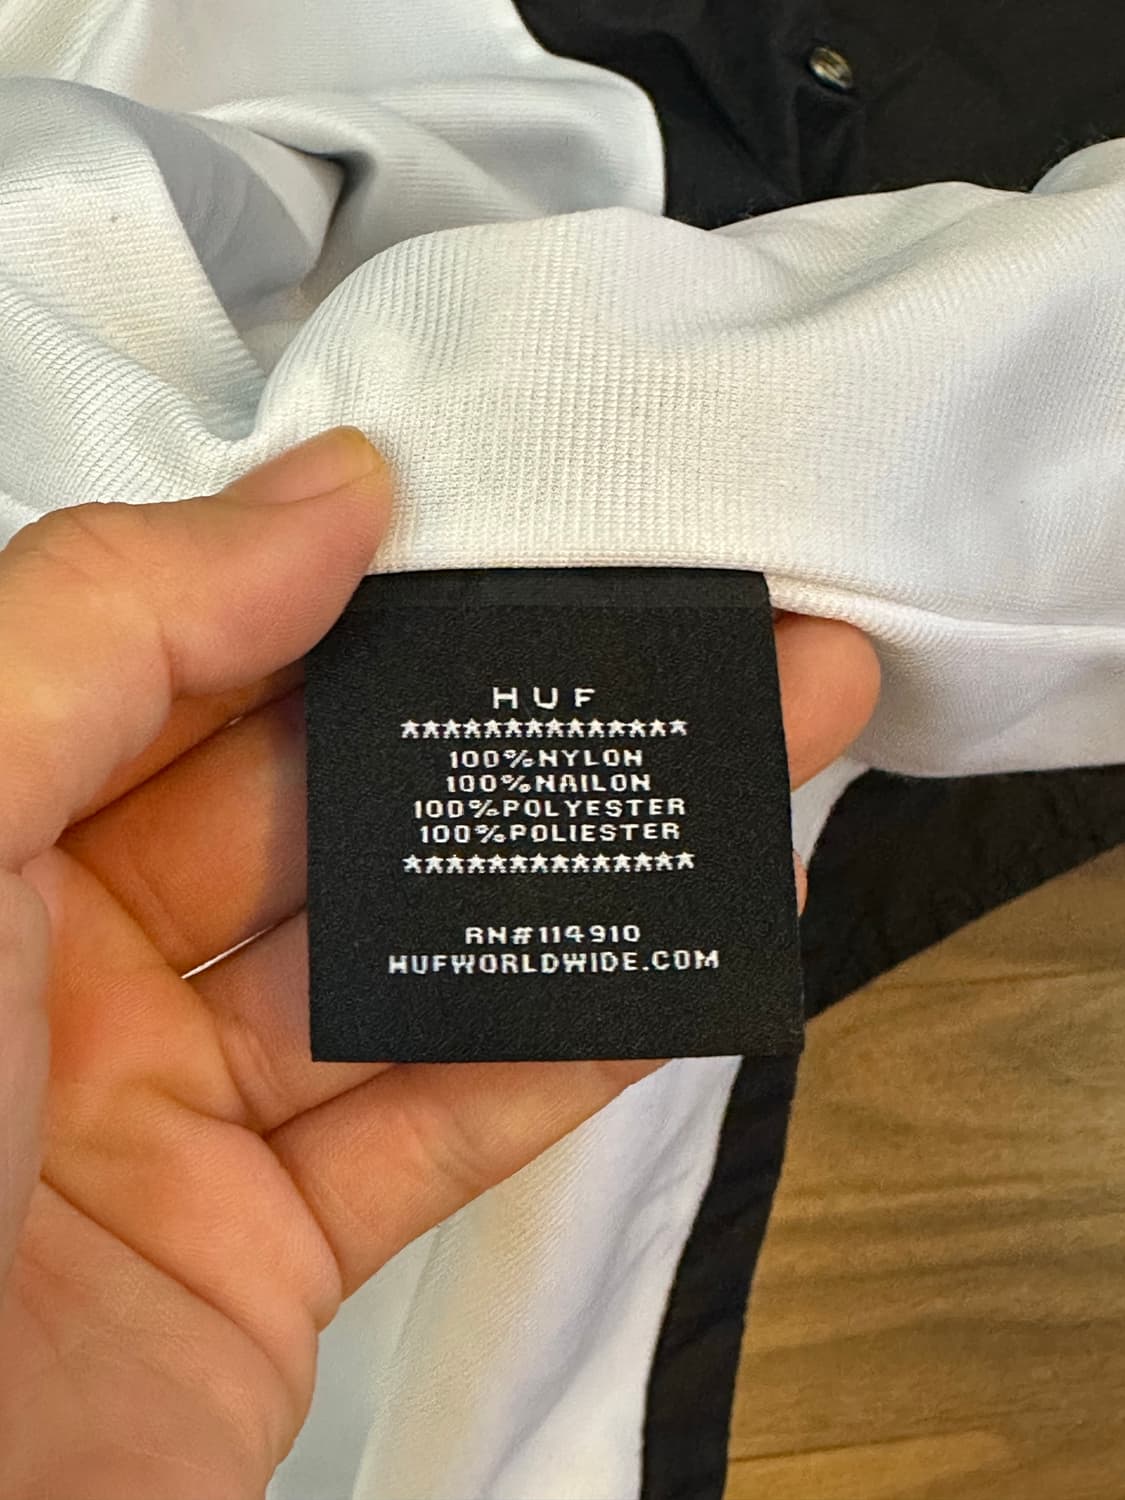 HUF
**************
100%NYLON
100%NAILON
100%POLYESTER
100%POLIESTER
**************
RN#114910
HUFWORLDWIDE.COM